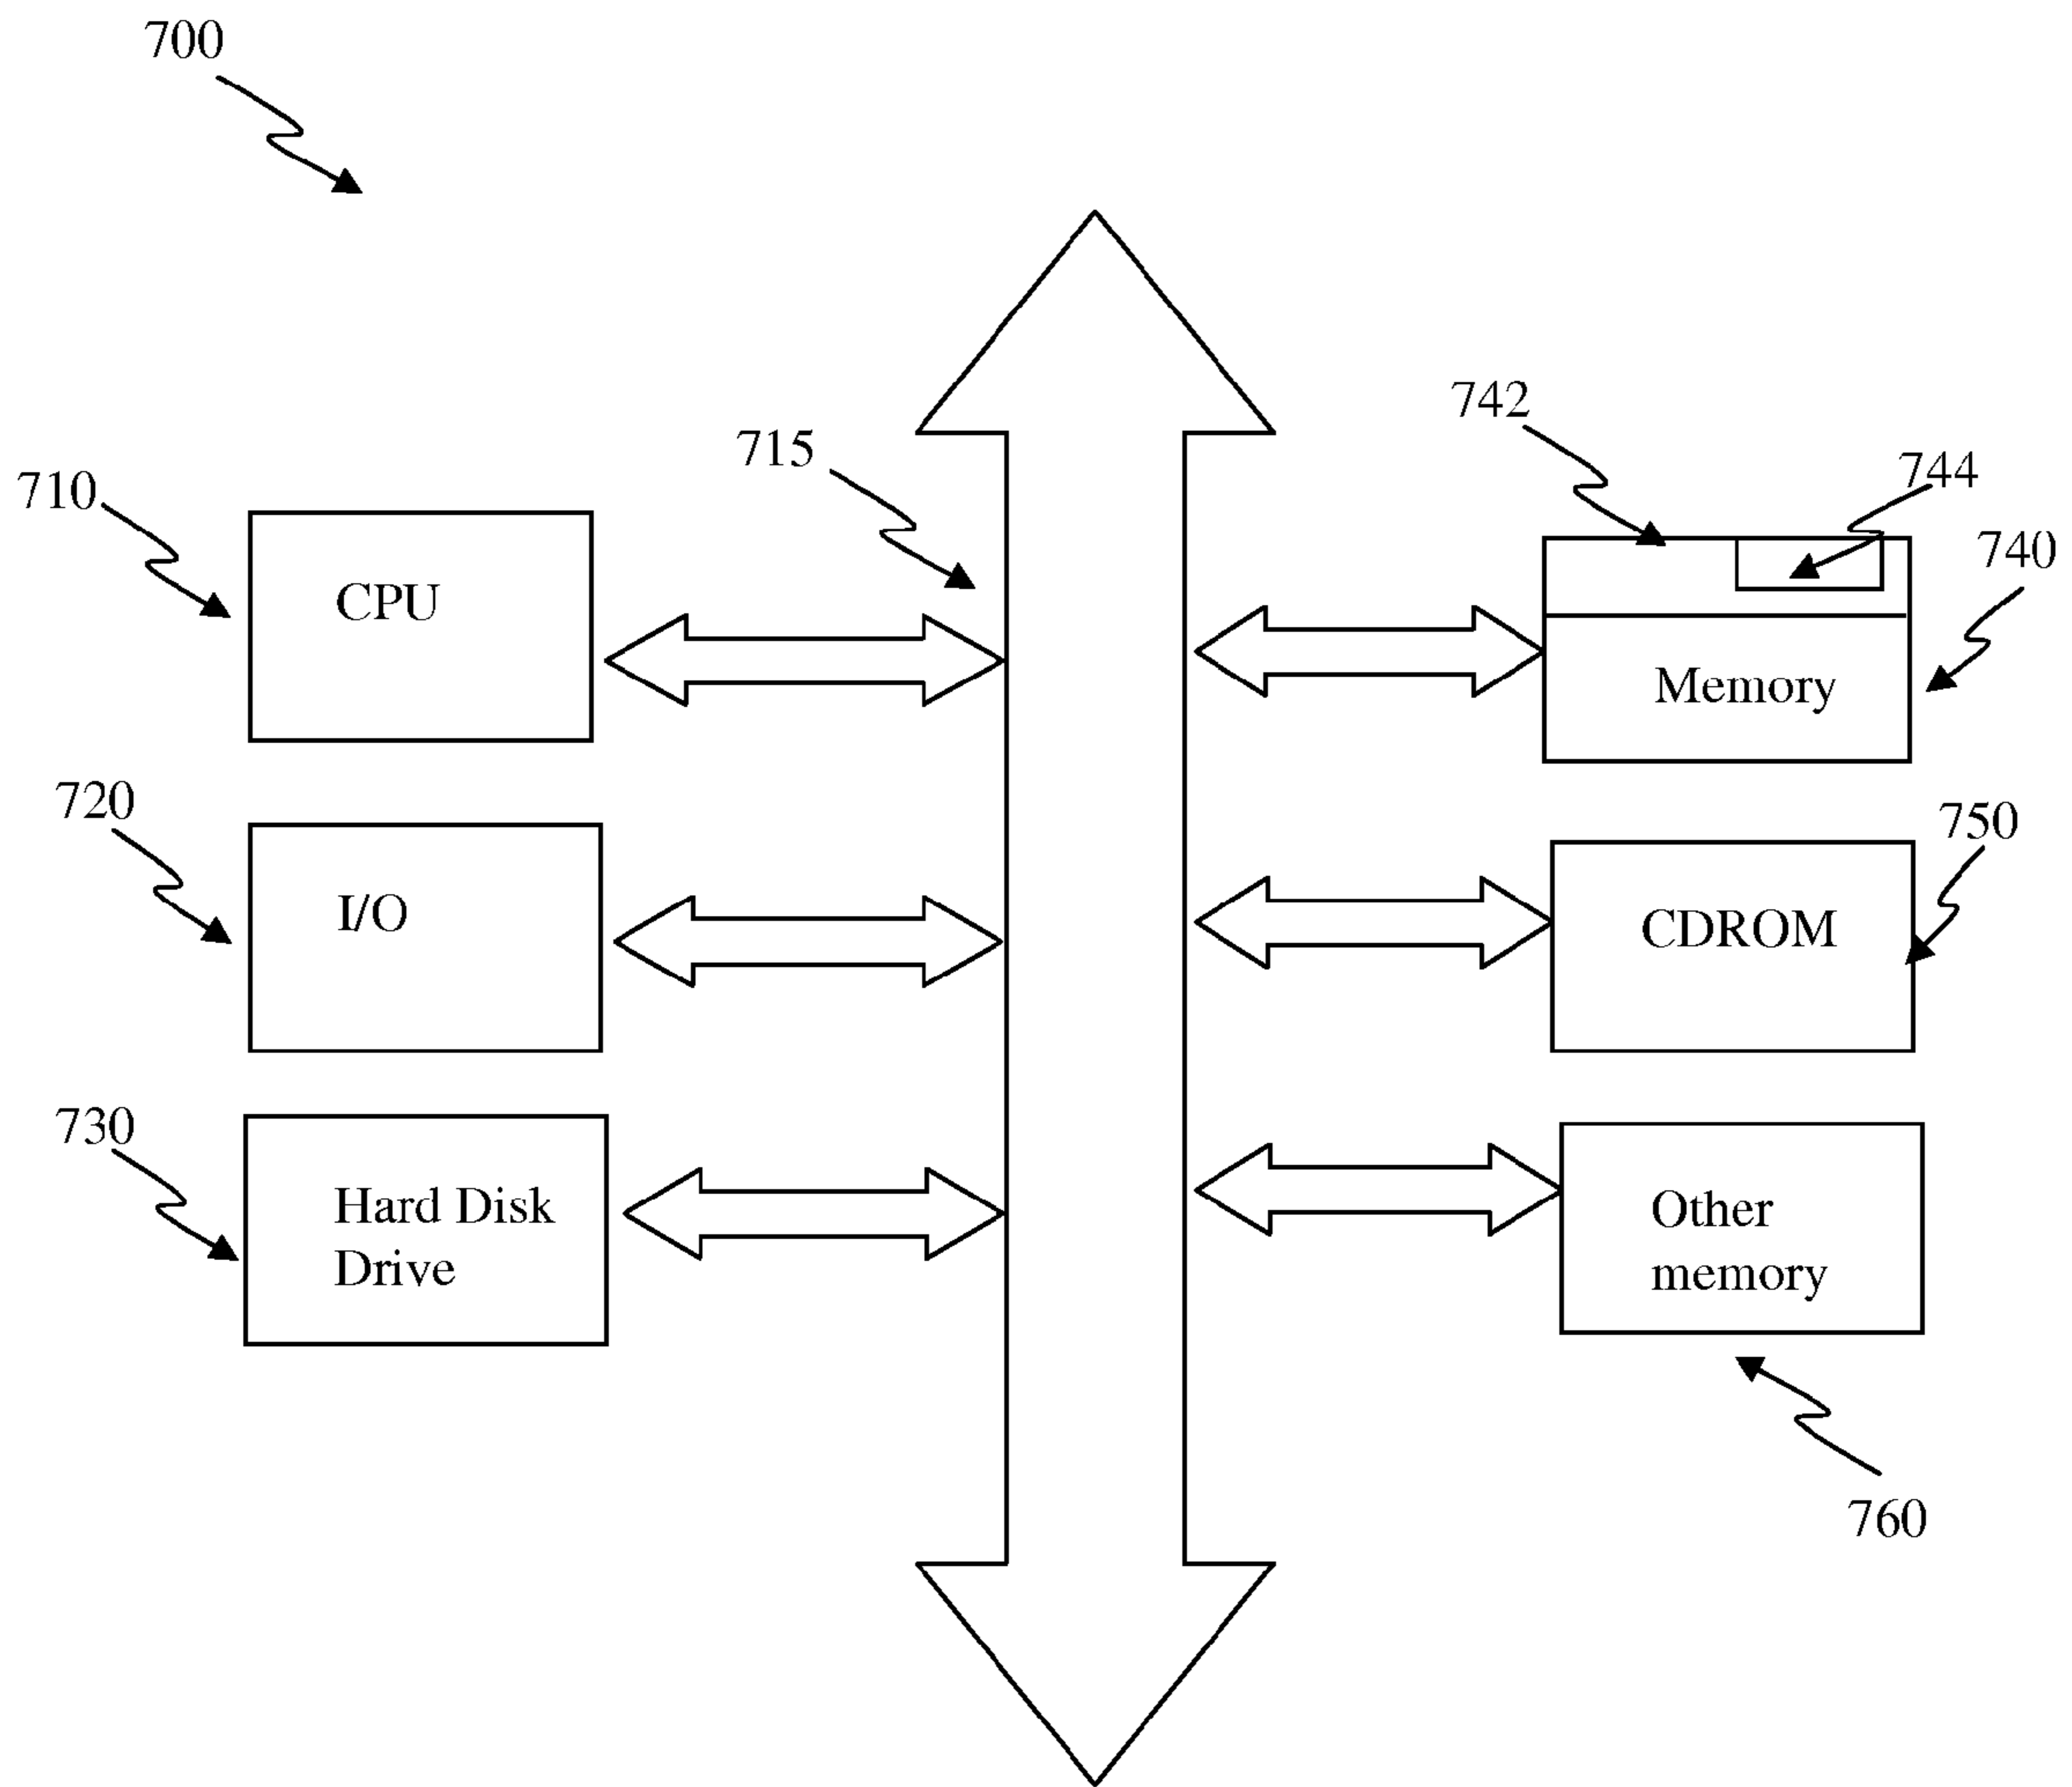 700
742
715
744
710
740
CPU
Memory
720
750
I/O
CDROM
730
Hard Disk
Drive
Other
memory
760